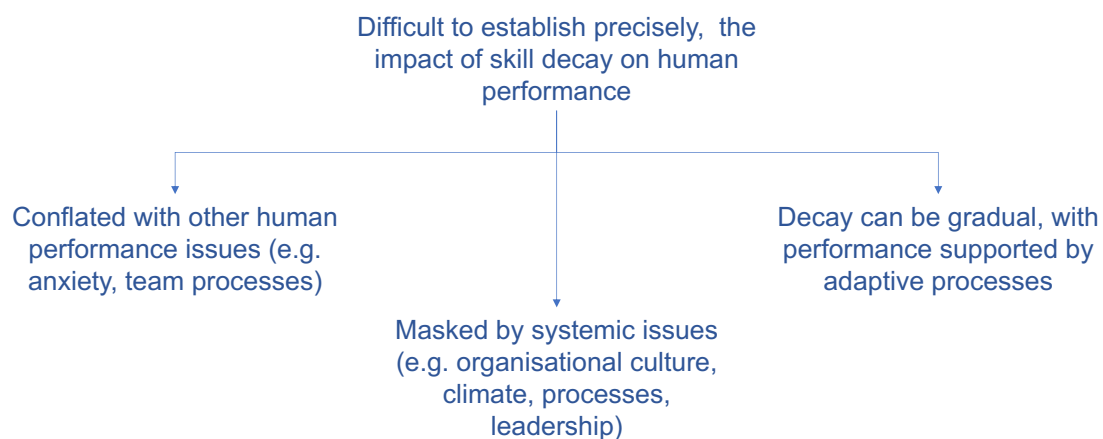 Difficult to establish precisely, the
impact of skill decay on human
performance
Conflated with other human
performance issues (e.g.
anxiety, team processes)
Masked by systemic issues
(e.g. organisational culture,
climate, processes,
leadership)
Decay can be gradual, with
performance supported by
adaptive processes